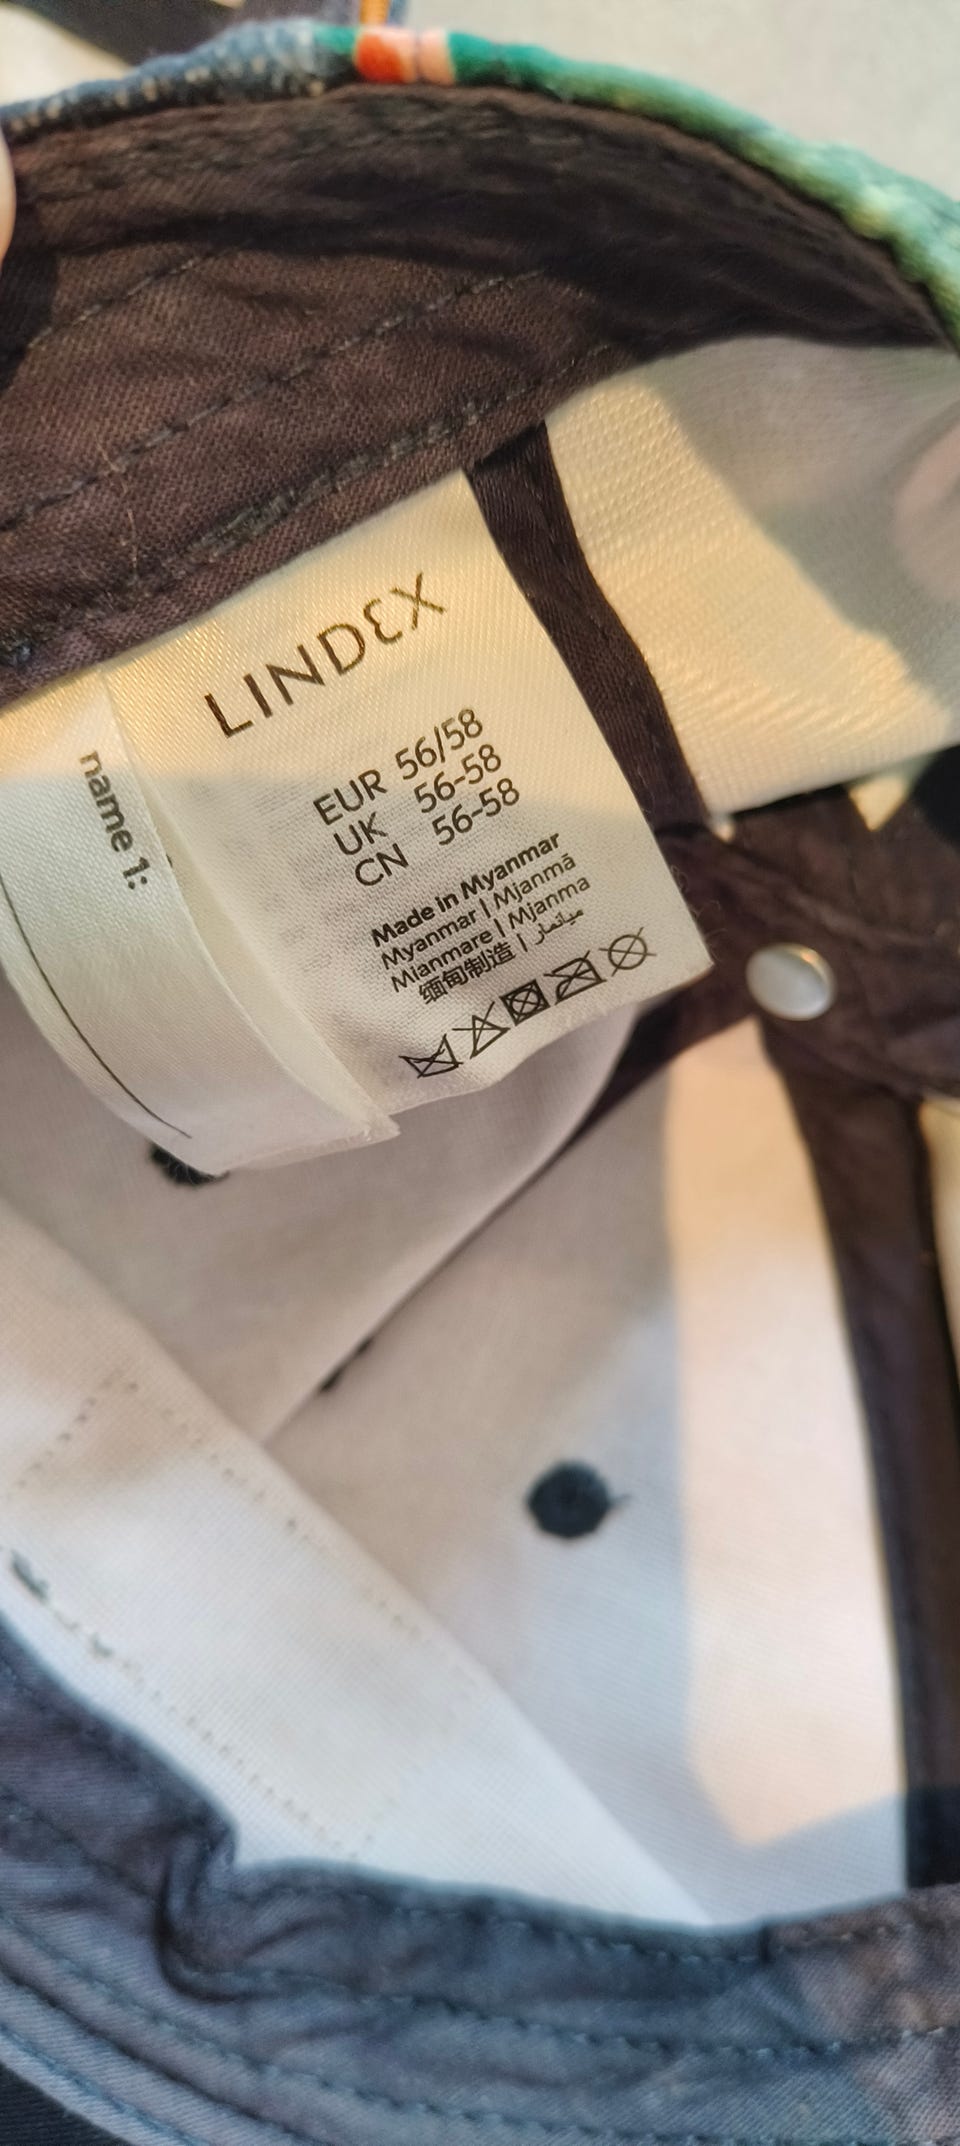 LINDEX
EUR 56/58
UK 56-58
CN 56-58
Made in Myanmar
Myanmar | Mjanmā
Mianmare | Mjanma
缅甸制造 | ميانمار
name 1: